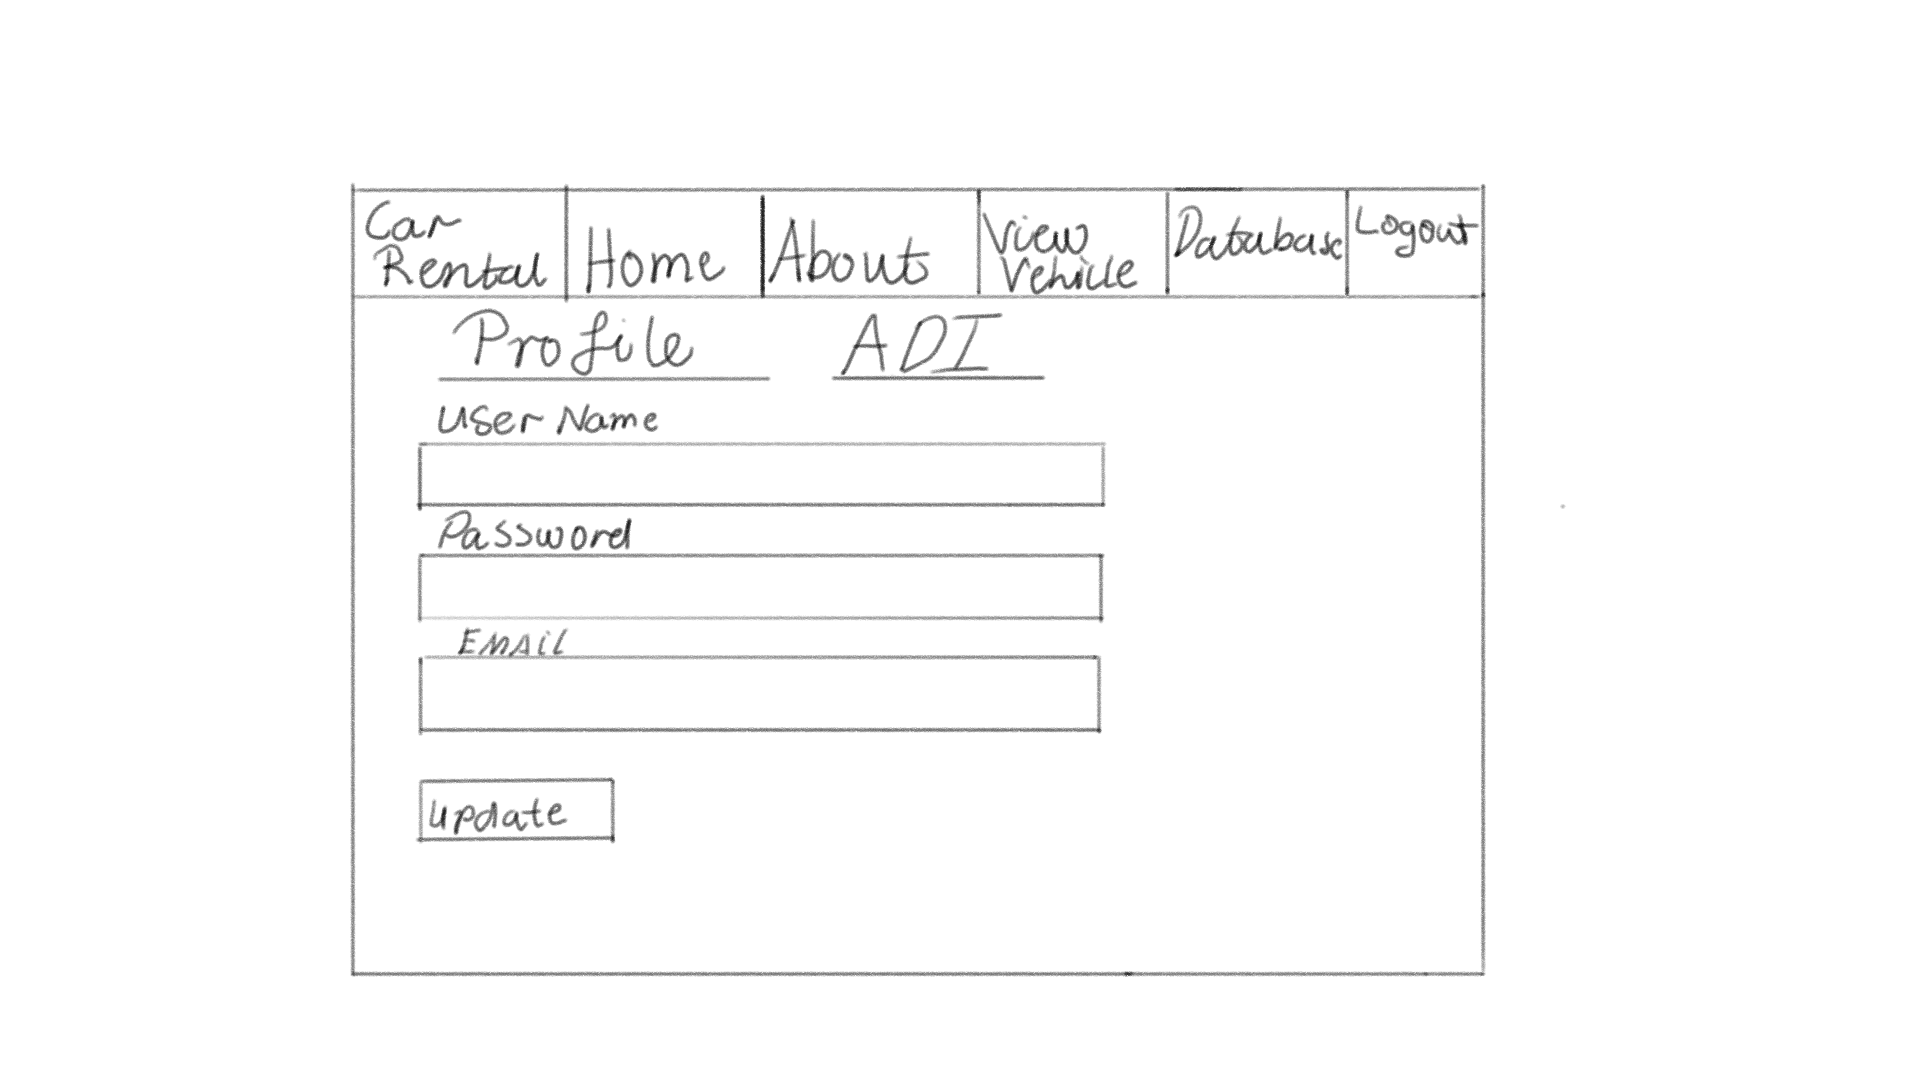 Car Rental Home About View Vehicle Database Logout
Profile ADI
User Name
Password
EMAil
update